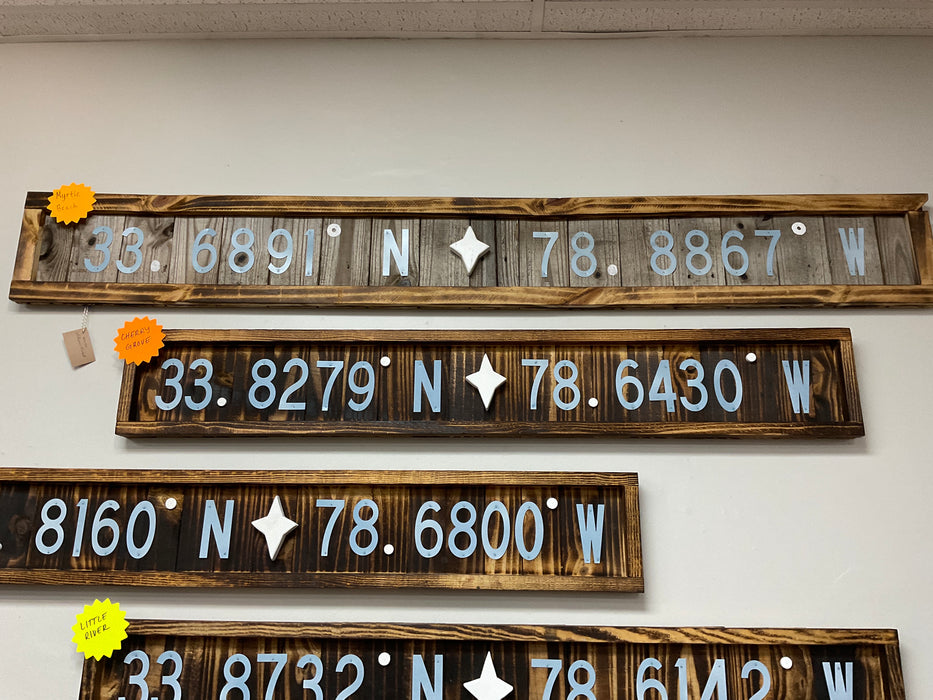 Myrtle
Beach
33. 6891° N 78. 8867° W
CHERRY
GROVE
33. 8279° N 78. 6430° W
. 8160° N 78. 6800° W
LITTLE
RIVER
33 8732° N 78 6142° W